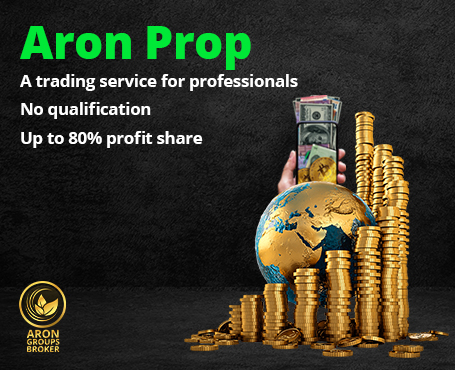 Aron Prop
A trading service for professionals
No qualification
Up to 80% profit share
ARON
GROUPS
BROKER